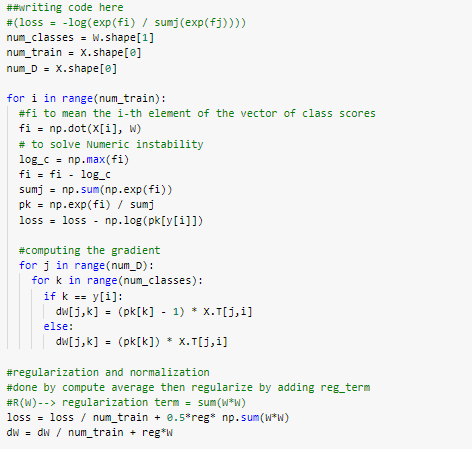 ##writing code here
#(loss = -log(exp(fi) / sumj(exp(fj))))
num_classes = W.shape[1]
num_train = X.shape[0]
num_D = X.shape[0]

for i in range(num_train):
  #fi to mean the i-th element of the vector of class scores
  fi = np.dot(X[i], W)
  # to solve Numeric instability
  log_c = np.max(fi)
  fi = fi - log_c
  sumj = np.sum(np.exp(fi))
  pk = np.exp(fi) / sumj
  loss = loss - np.log(pk[y[i]])

  #computing the gradient
  for j in range(num_D):
    for k in range(num_classes):
      if k == y[i]:
        dW[j,k] = (pk[k] - 1) * X.T[j,i]
      else:
        dW[j,k] = (pk[k]) * X.T[j,i]

#regularization and normalization
#done by compute average then regularize by adding reg_term
#R(W)--> regularization term = sum(W*W)
loss = loss / num_train + 0.5*reg* np.sum(W*W)
dW = dW / num_train + reg*W